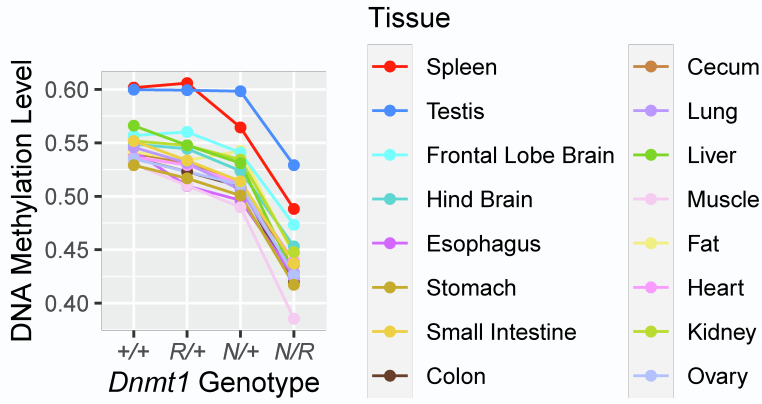 Tissue
DNA Methylation Level
0.60
0.55
0.50
0.45
0.40
+/+ R/+ N/+ N/R
Dnmt1 Genotype
Spleen
Testis
Frontal Lobe Brain
Hind Brain
Esophagus
Stomach
Small Intestine
Colon
Cecum
Lung
Liver
Muscle
Fat
Heart
Kidney
Ovary